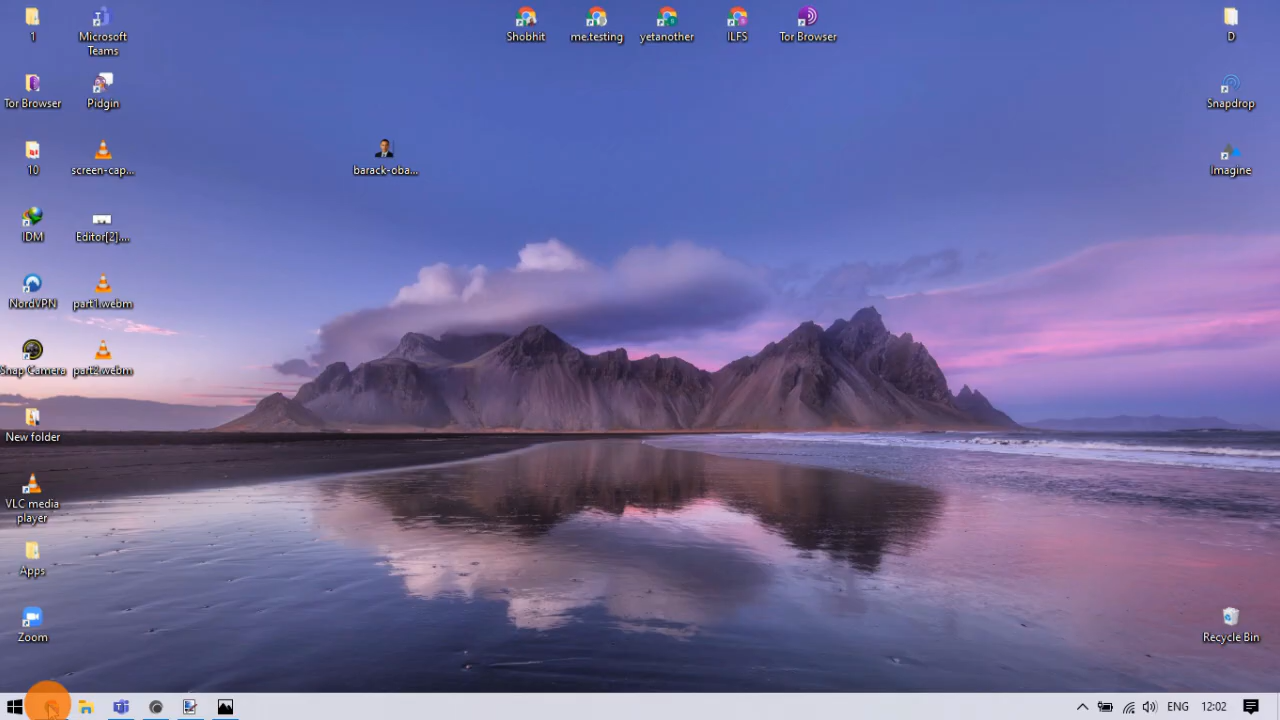 1
Microsoft
Teams
Shobhit
me.testing
yetanother
ILFS
Tor Browser
D
Tor Browser
Pidgin
Snapdrop
10
screen-cap...
barack-oba...
Imagine
IDM
Editor[2]....
NordVPN
part1.webm
Snap Camera
part2.webm
New folder
VLC media
player
Apps
Zoom
Recycle Bin
ENG
12:02